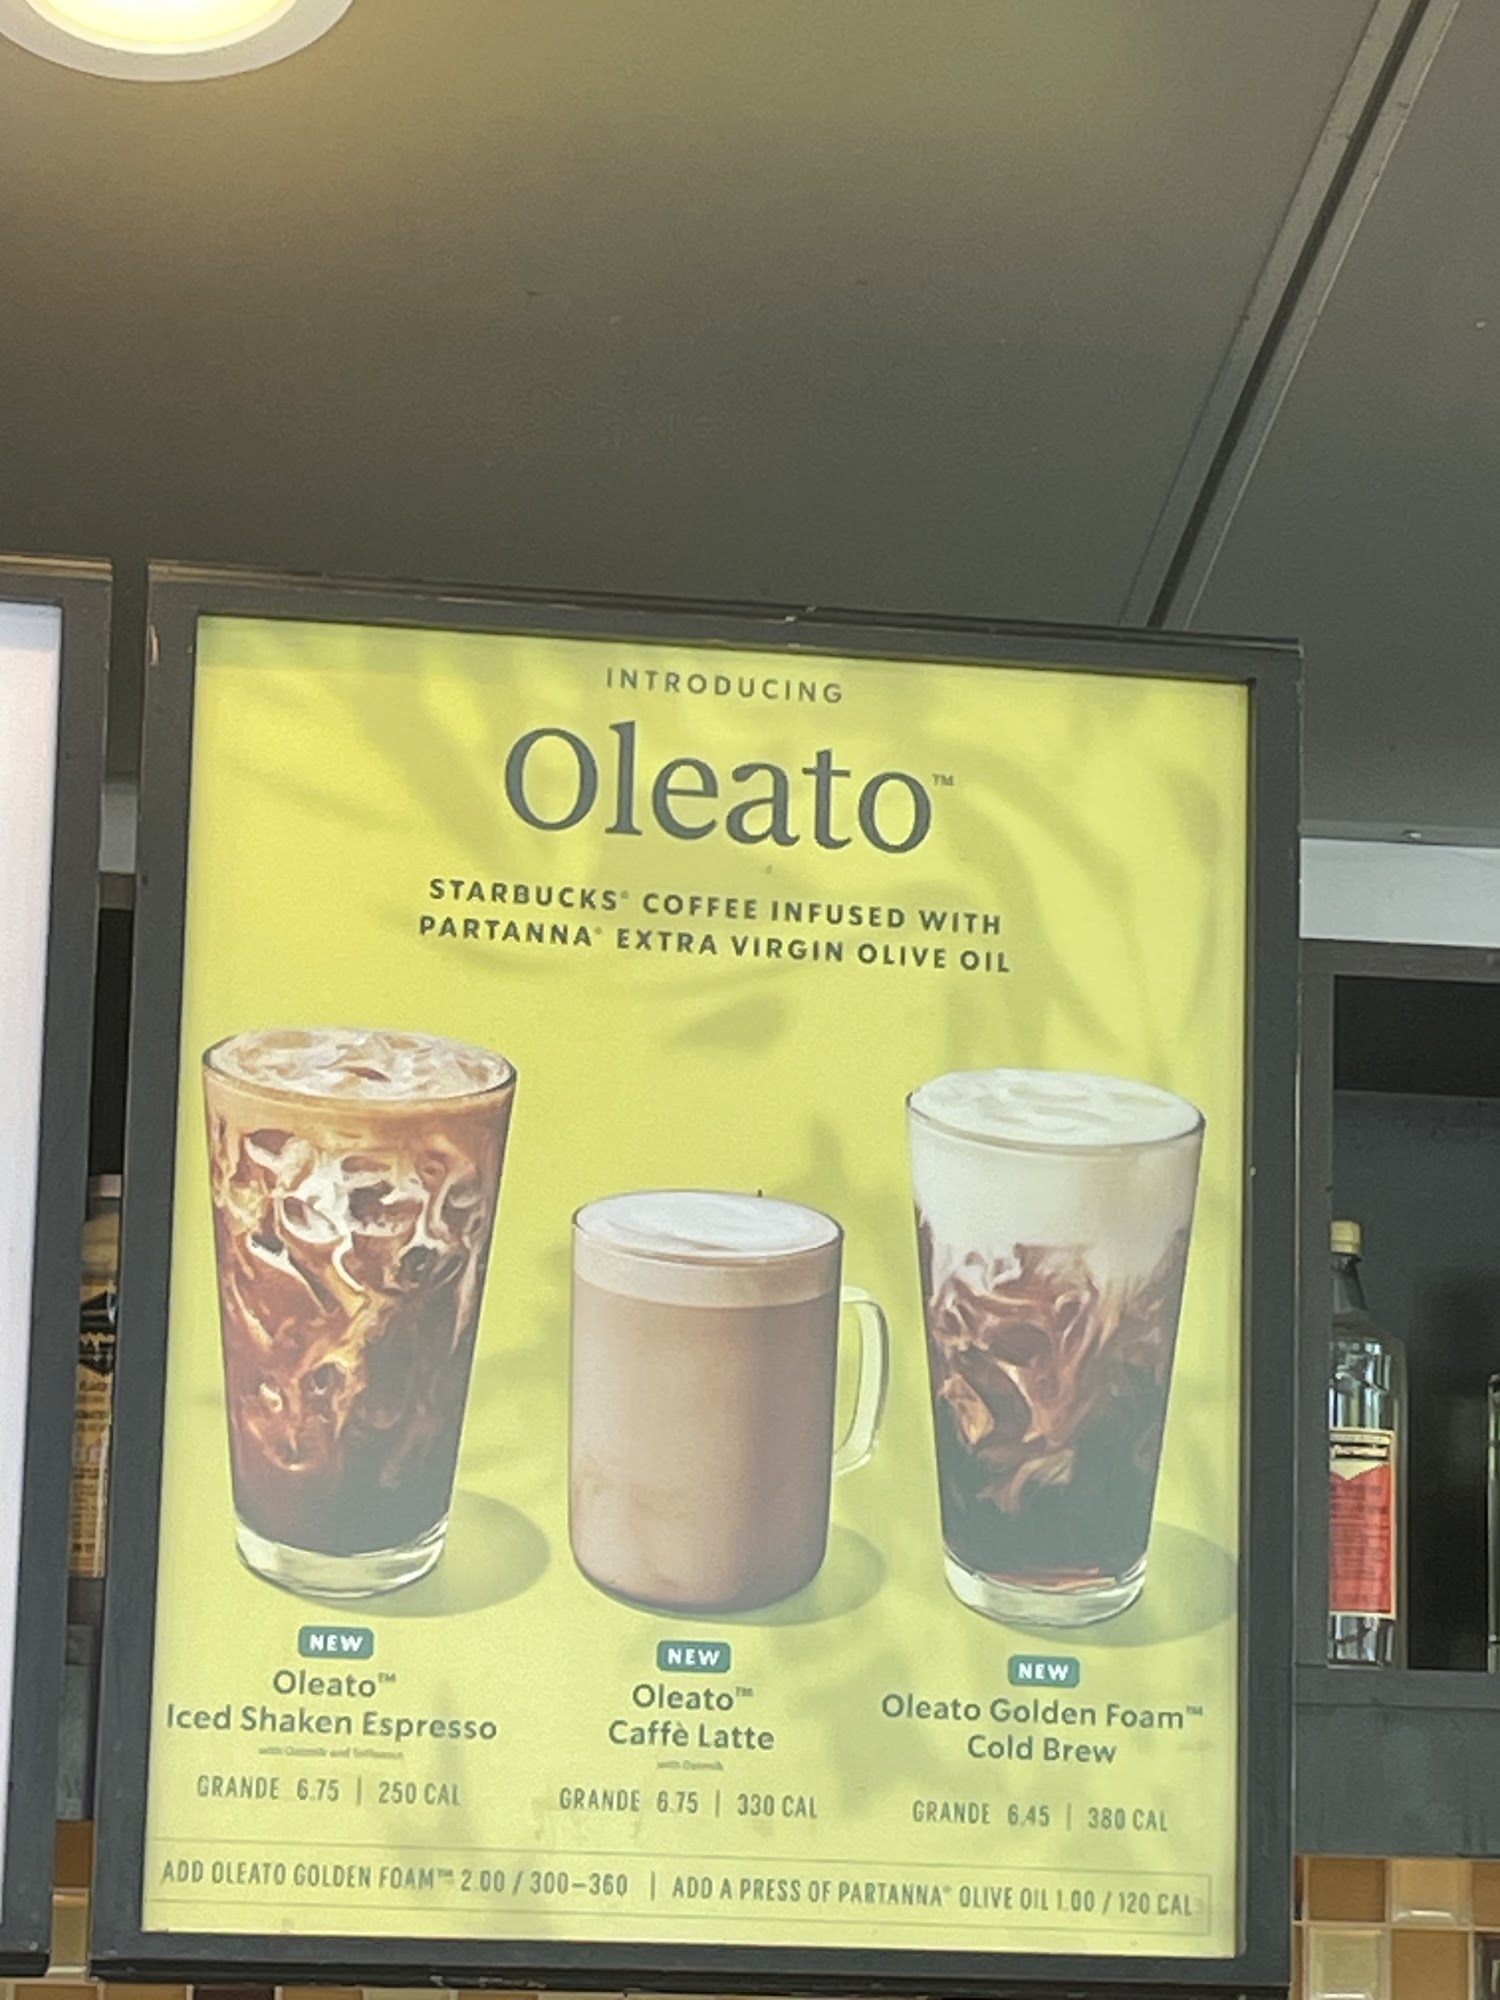 INTRODUCING
Oleato™
STARBUCKS® COFFEE INFUSED WITH
PARTANNA® EXTRA VIRGIN OLIVE OIL
NEW
Oleato™
Iced Shaken Espresso
GRANDE 6.75 | 250 CAL
NEW
Oleato™
Caffè Latte
with Oatmilk
GRANDE 6.75 | 330 CAL
NEW
Oleato Golden Foam™
Cold Brew
GRANDE 6.45 | 380 CAL
ADD OLEATO GOLDEN FOAM™ 2.00 / 300–360 | ADD A PRESS OF PARTANNA® OLIVE OIL 1.00 / 120 CAL